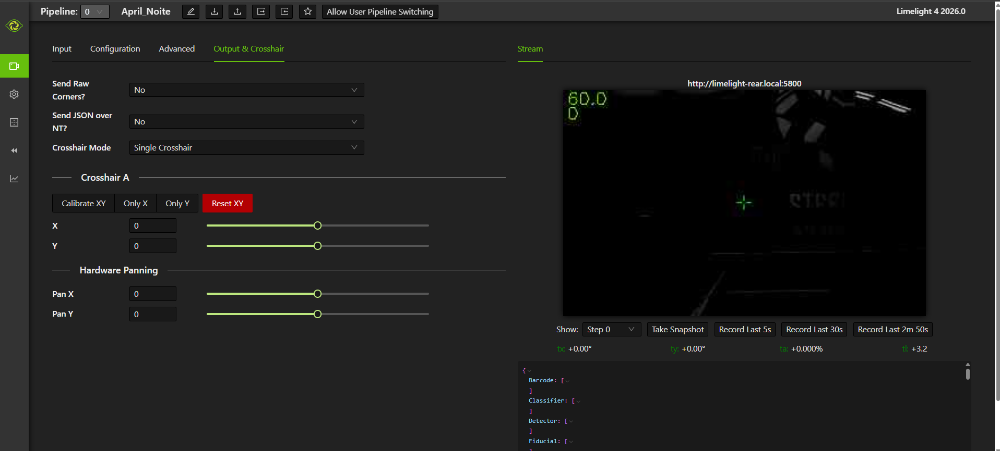 Pipeline: 0 April_Noite Allow User Pipeline Switching Limelight 4 2026.0
Input Configuration Advanced Output & Crosshair
Send Raw Corners? No
Send JSON over NT? No
Crosshair Mode Single Crosshair
Crosshair A
Calibrate XY Only X Only Y Reset XY
X 0
Y 0
Hardware Panning
Pan X 0
Pan Y 0
Stream
http://limelight-rear.local:5800
60.0
0
Show: Step 0 Take Snapshot Record Last 5s Record Last 30s Record Last 2m 50s
tx: +0.00° ty: +0.00° ta: +0.000% tl: +3.2
{
Barcode: [
]
Classifier: [
]
Detector: [
]
Fiducial: [